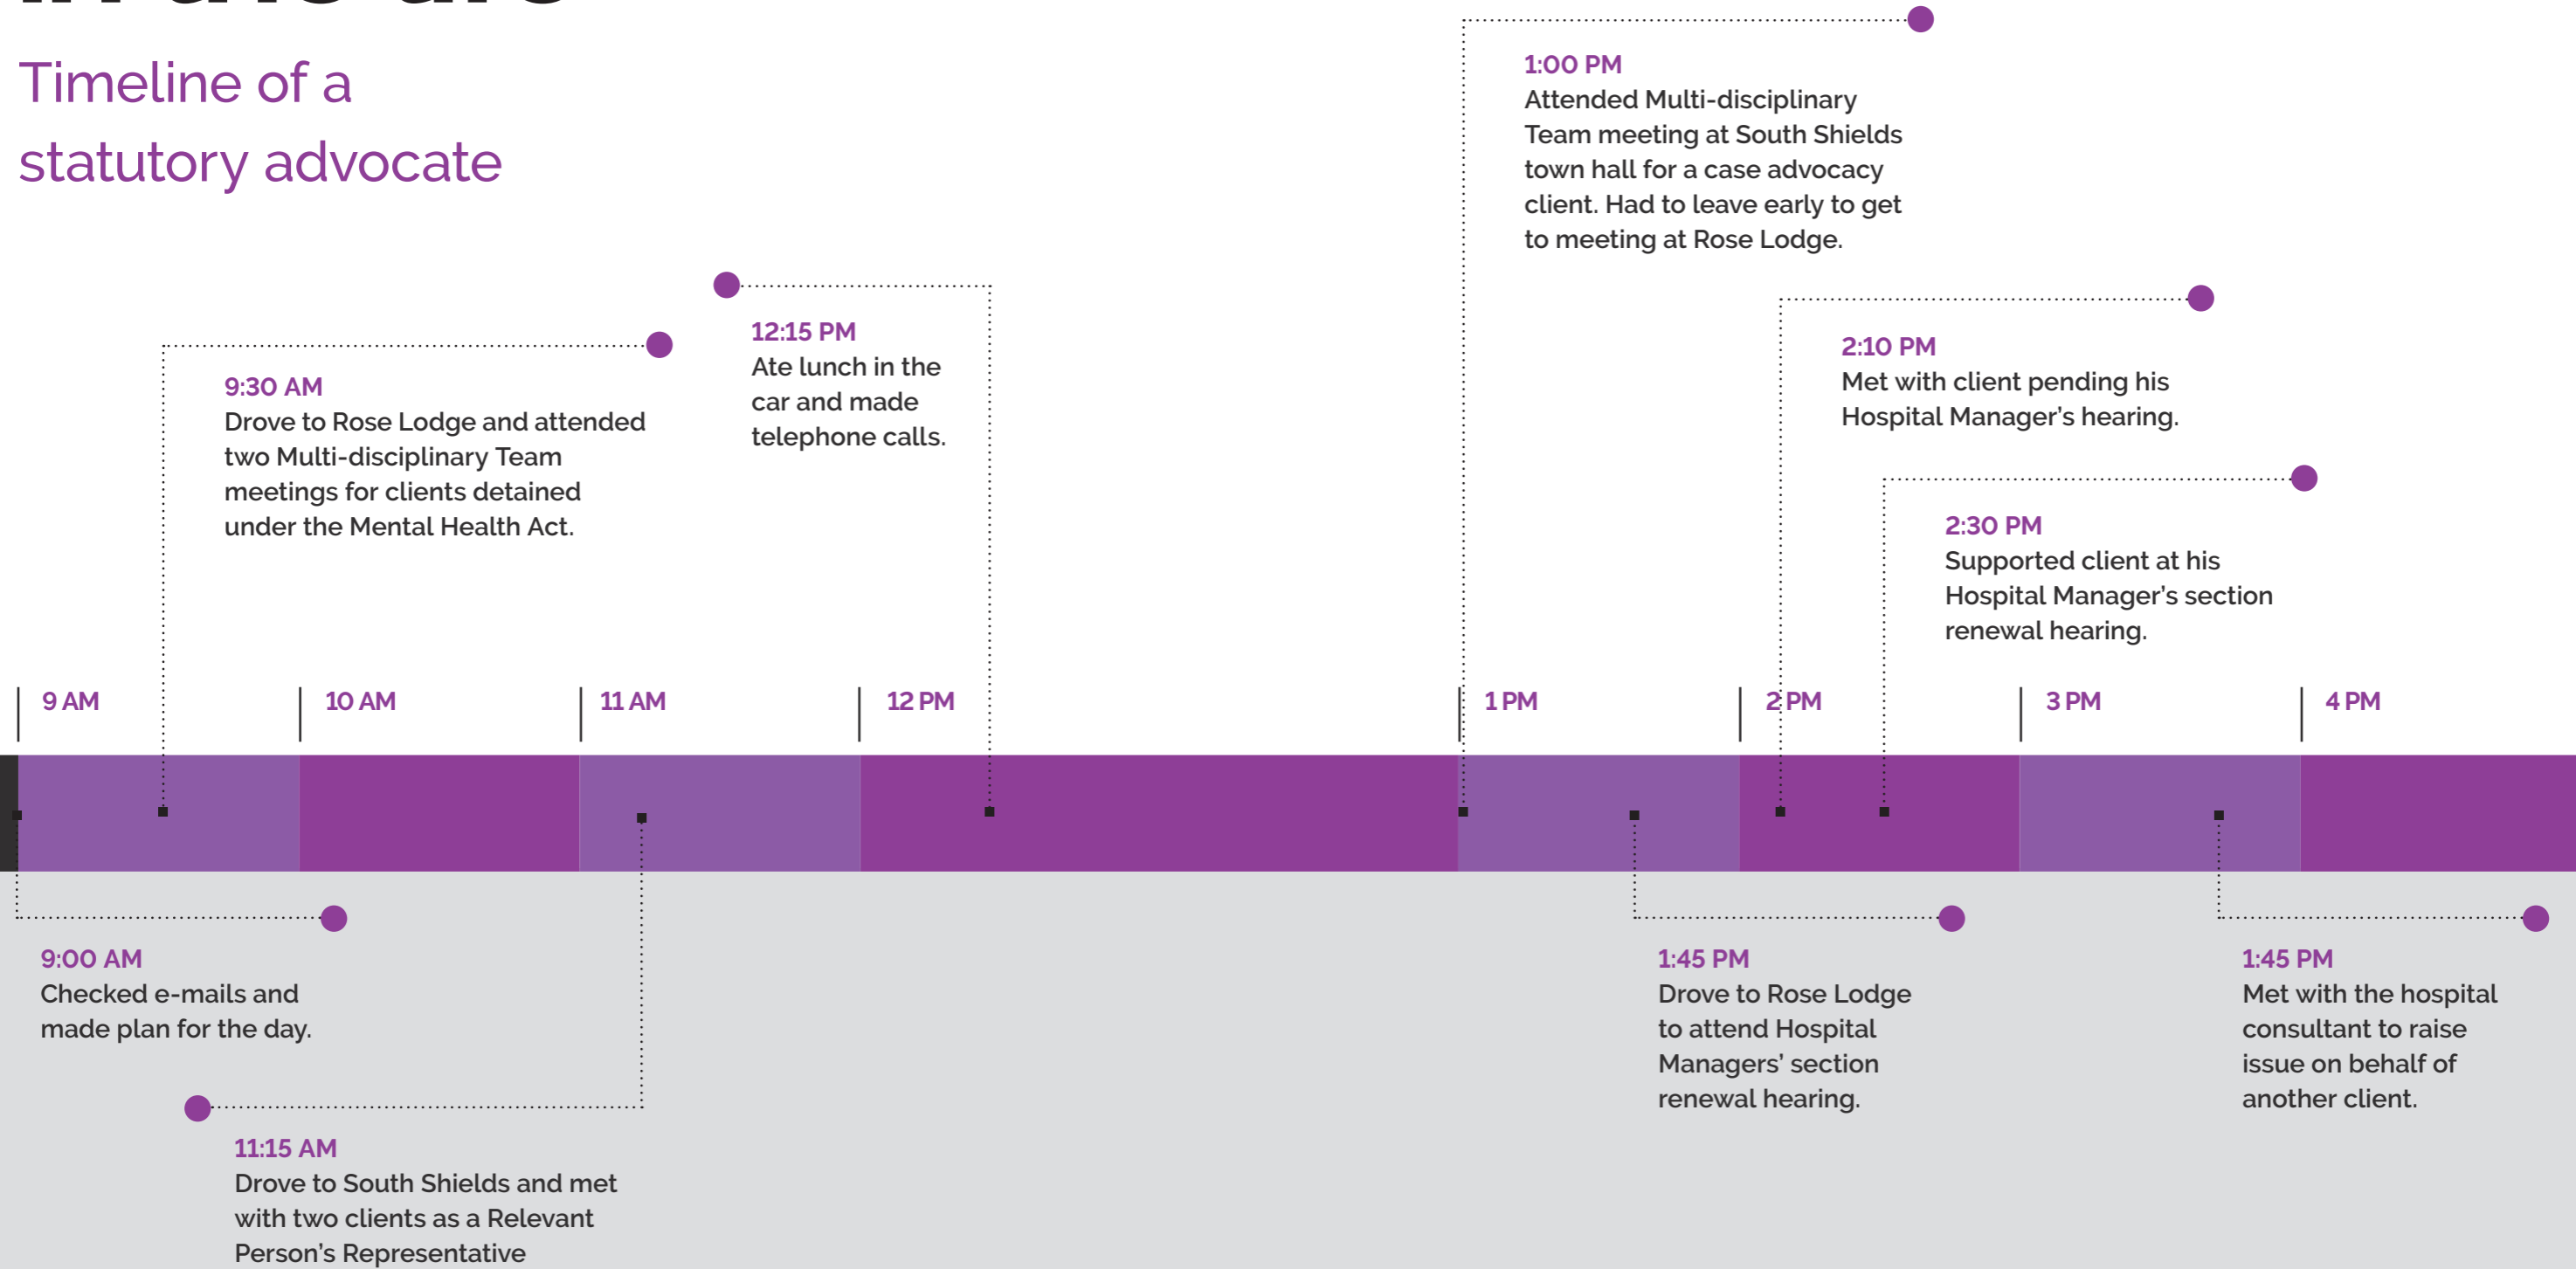 Timeline of a
statutory advocate
1:00 PM
Attended Multi-disciplinary
Team meeting at South Shields
town hall for a case advocacy
client. Had to leave early to get
to meeting at Rose Lodge.
12:15 PM
Ate lunch in the
car and made
telephone calls.
9:30 AM
Drove to Rose Lodge and attended
two Multi-disciplinary Team
meetings for clients detained
under the Mental Health Act.
2:10 PM
Met with client pending his
Hospital Manager’s hearing.
2:30 PM
Supported client at his
Hospital Manager’s section
renewal hearing.
9 AM
10 AM
11 AM
12 PM
1 PM
2 PM
3 PM
4 PM
9:00 AM
Checked e-mails and
made plan for the day.
11:15 AM
Drove to South Shields and met
with two clients as a Relevant
Person’s Representative
1:45 PM
Drove to Rose Lodge
to attend Hospital
Managers’ section
renewal hearing.
1:45 PM
Met with the hospital
consultant to raise
issue on behalf of
another client.